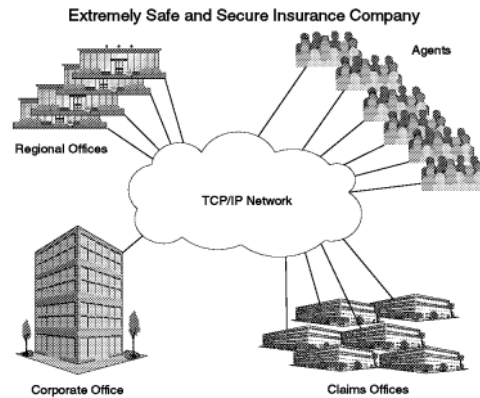 Extremely Safe and Secure Insurance Company
Agents
Regional Offices
TCP/IP Network
Corporate Office
Claims Offices